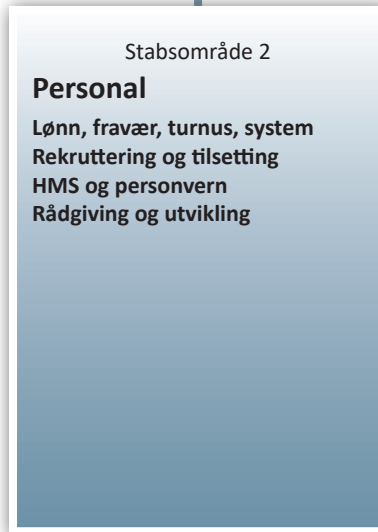 Stabsområde 2
Personal
Lønn, fravær, turnus, system
Rekruttering og tilsetting
HMS og personvern
Rådgiving og utvikling